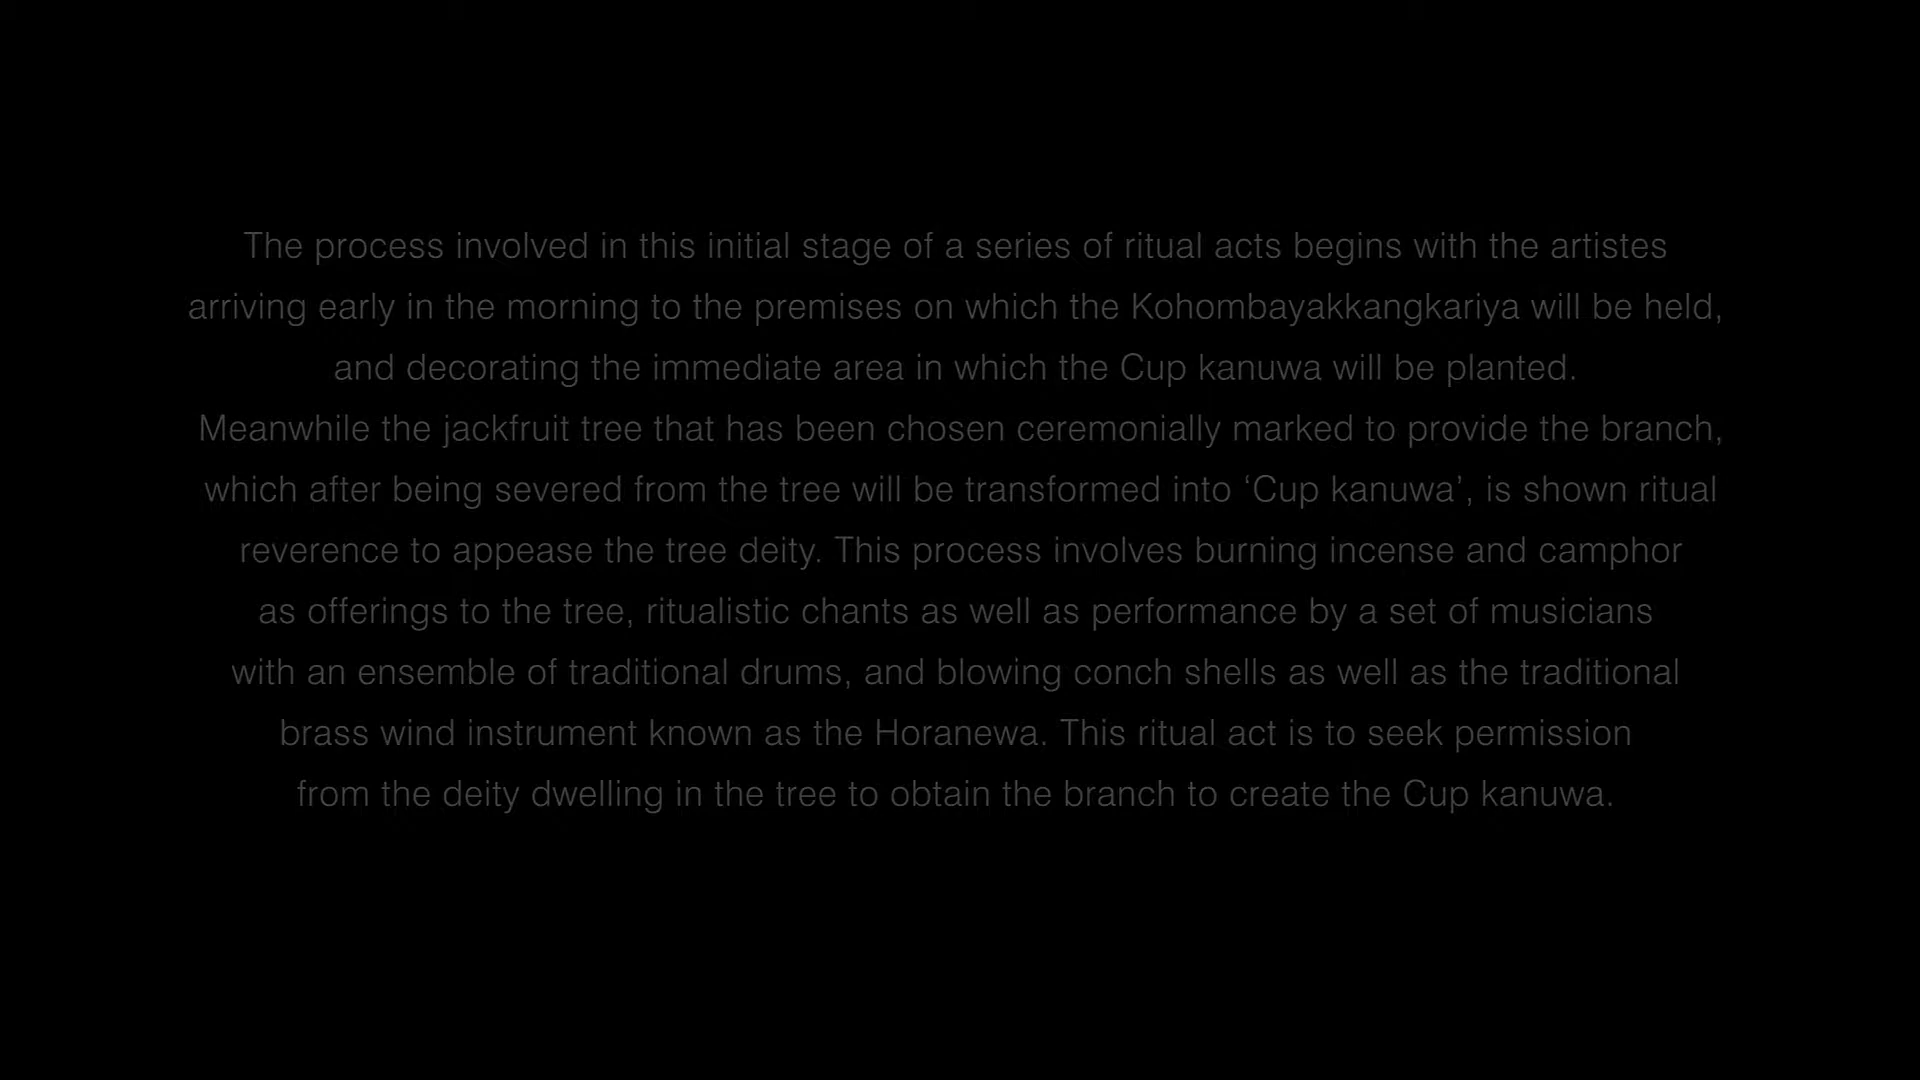 The process involved in this initial stage of a series of ritual acts begins with the artistes
arriving early in the morning to the premises on which the Kohombayakkangkariya will be held,
and decorating the immediate area in which the Cup kanuwa will be planted.
Meanwhile the jackfruit tree that has been chosen ceremonially marked to provide the branch,
which after being severed from the tree will be transformed into ‘Cup kanuwa’, is shown ritual
reverence to appease the tree deity. This process involves burning incense and camphor
as offerings to the tree, ritualistic chants as well as performance by a set of musicians
with an ensemble of traditional drums, and blowing conch shells as well as the traditional
brass wind instrument known as the Horanewa. This ritual act is to seek permission
from the deity dwelling in the tree to obtain the branch to create the Cup kanuwa.